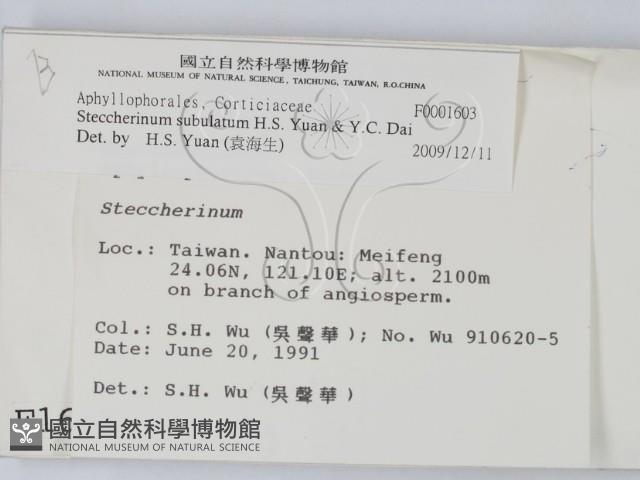 B
國立自然科學博物館
NATIONAL MUSEUM OF NATURAL SCIENCE, TAICHUNG, TAIWAN, R.O.CHINA
Aphyllophorales, Corticiaceae F0001603
Steccherinum subulatum H.S. Yuan & Y.C. Dai
Det. by H.S. Yuan (袁海生) 2009/12/11
Steccherinum
Loc.: Taiwan. Nantou: Meifeng
24.06N, 121.10E; alt. 2100m
on branch of angiosperm.
Col.: S.H. Wu (吳聲華); No. Wu 910620-5
Date: June 20, 1991
Det.: S.H. Wu (吳聲華)
國立自然科學博物館
NATIONAL MUSEUM OF NATURAL SCIENCE